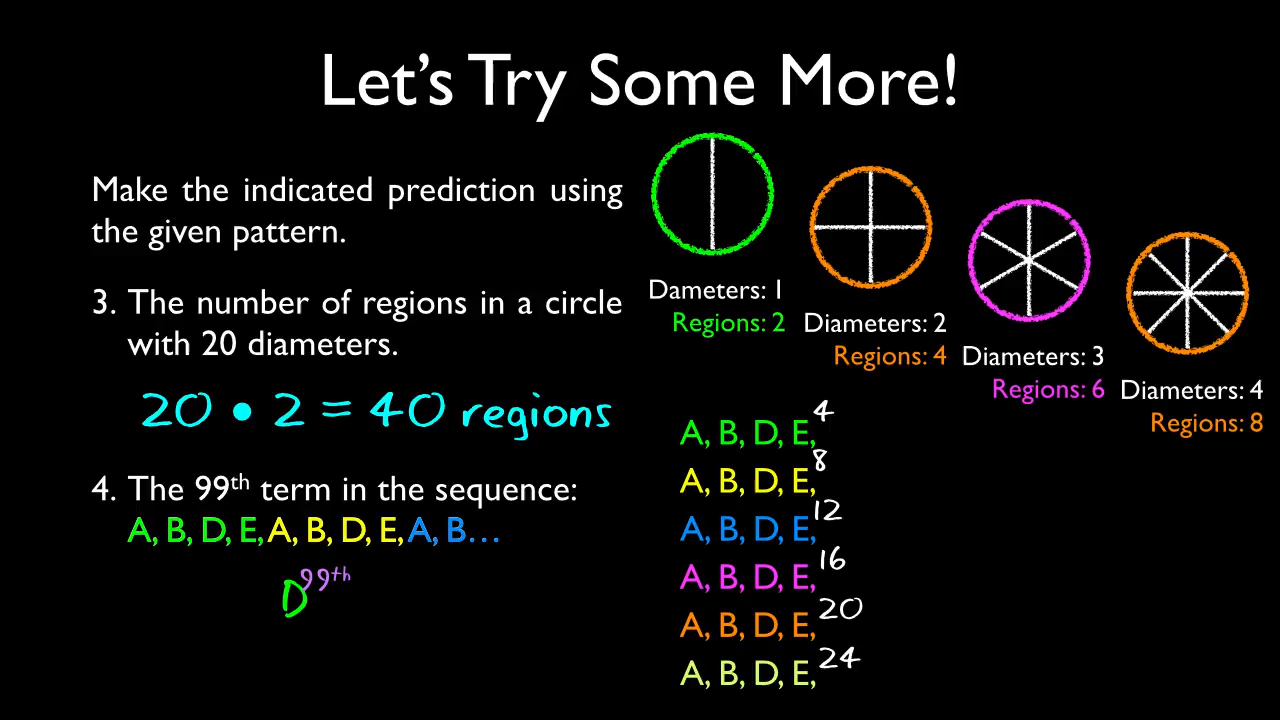 Let's Try Some More!
Make the indicated prediction using
the given pattern.
3. The number of regions in a circle
with 20 diameters.
20 • 2 = 40 regions
4. The 99th term in the sequence:
A, B, D, E, A, B, D, E, A, B…
D 99th
Dameters: 1
Regions: 2
Diameters: 2
Regions: 4
Diameters: 3
Regions: 6
Diameters: 4
Regions: 8
A, B, D, E, 4
A, B, D, E, 8
A, B, D, E, 12
A, B, D, E, 16
A, B, D, E, 20
A, B, D, E, 24